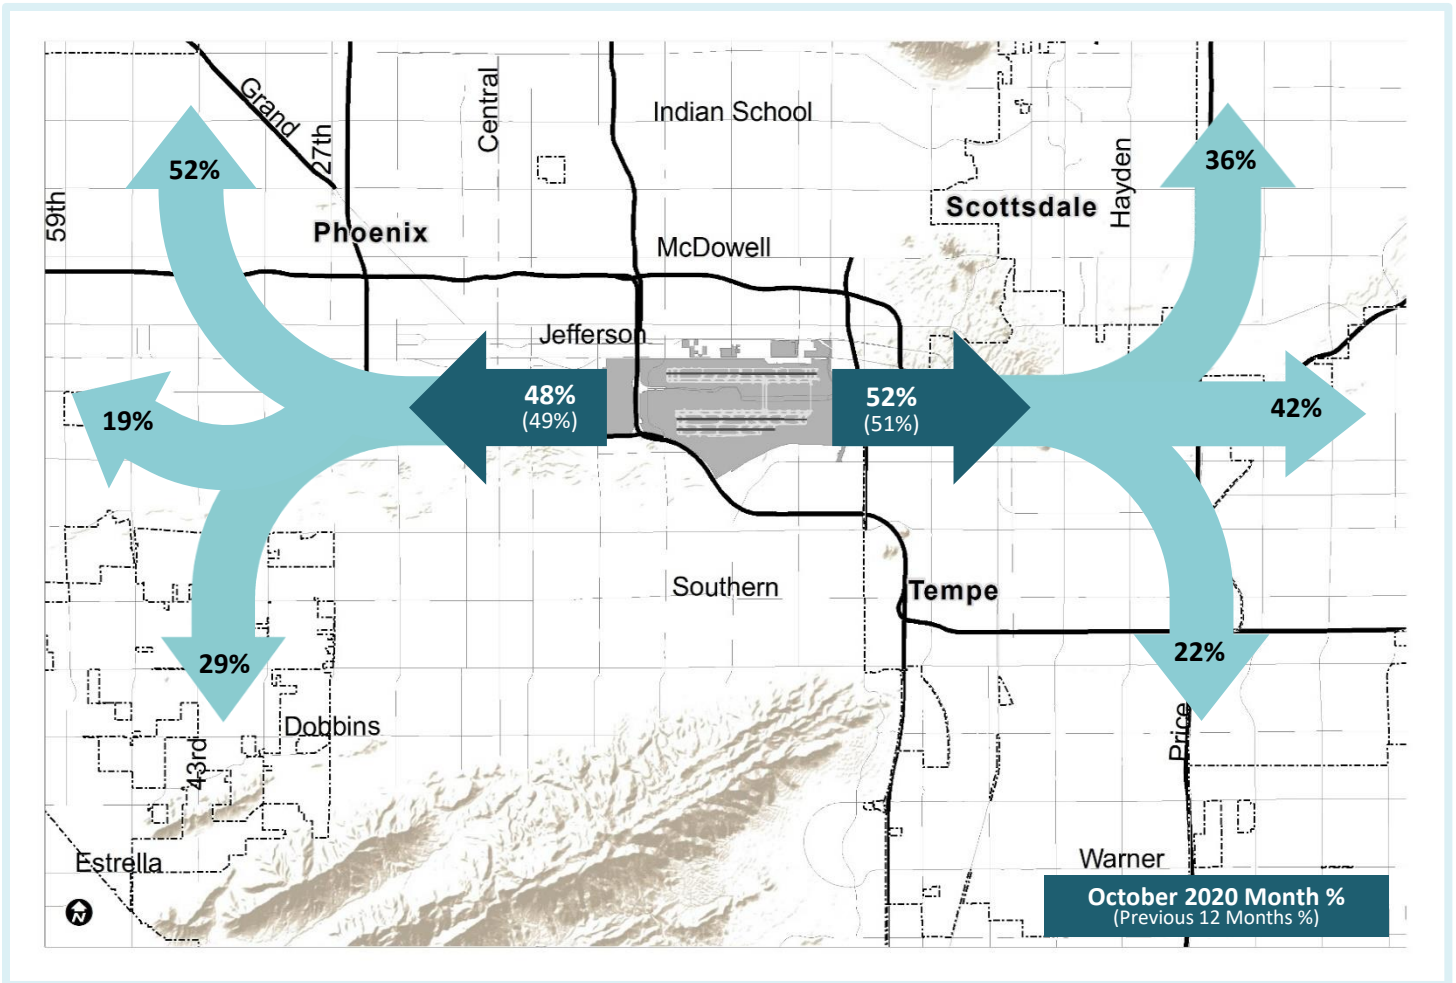 Grand
27th
Central
Indian School
Hayden
36%
52%
59th
Scottsdale
Phoenix
McDowell
Jefferson
48%
(49%)
52%
(51%)
19%
42%
Southern
Tempe
29%
22%
Dobbins
43rd
Price
Estrella
Warner
N
October 2020 Month %
(Previous 12 Months %)